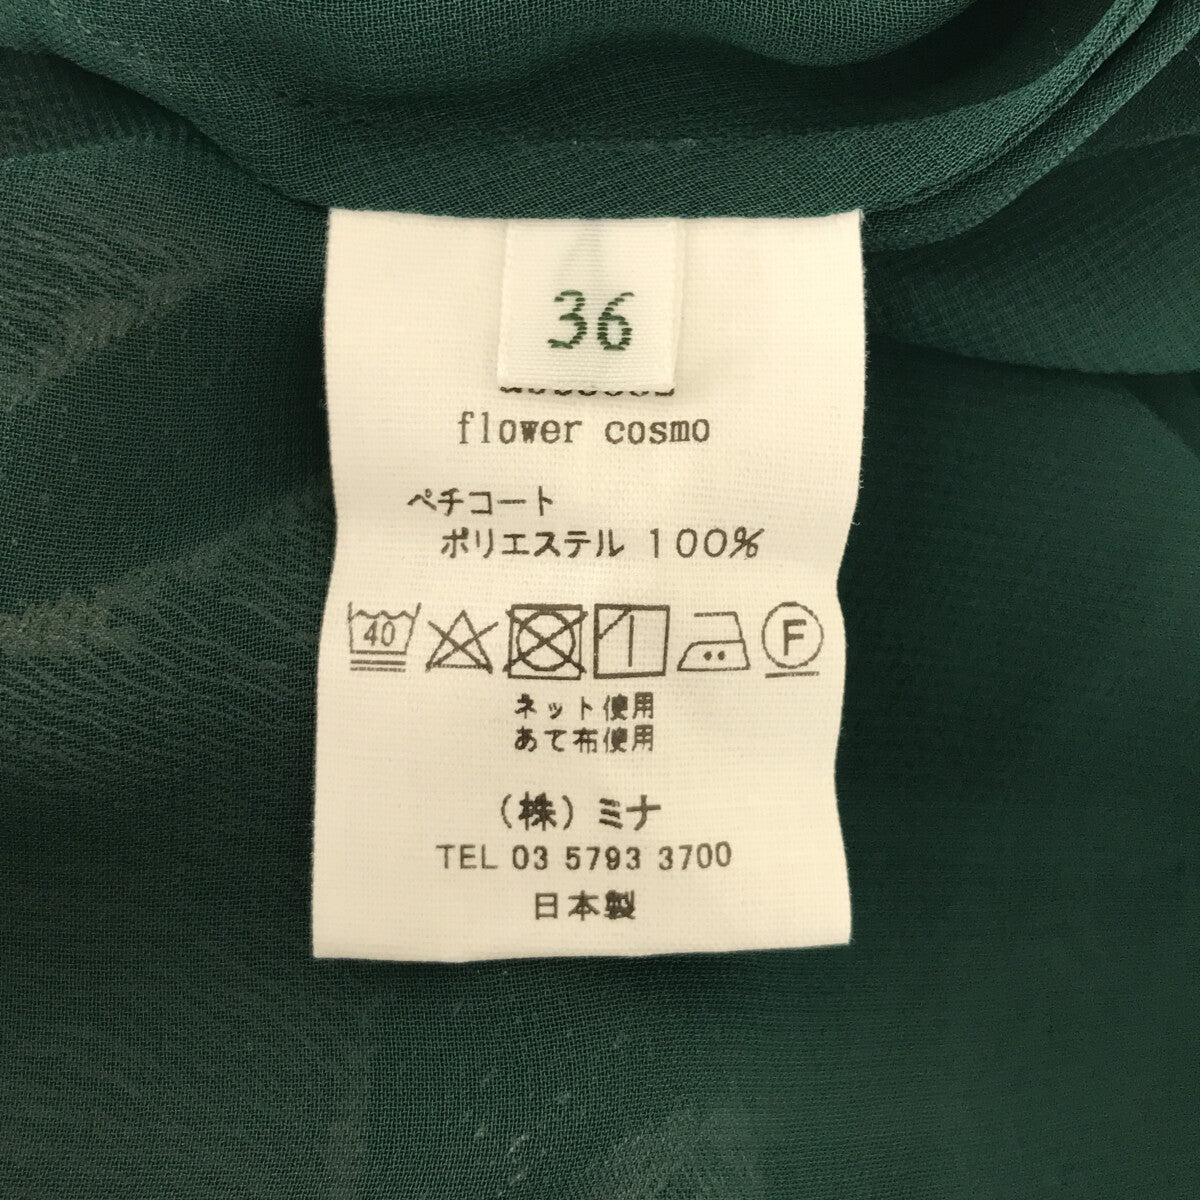 36
flower cosmo
ペチコート
ポリエステル 100%
40
F
ネット使用
あて布使用
(株) ミナ
TEL 03 5793 3700
日本製